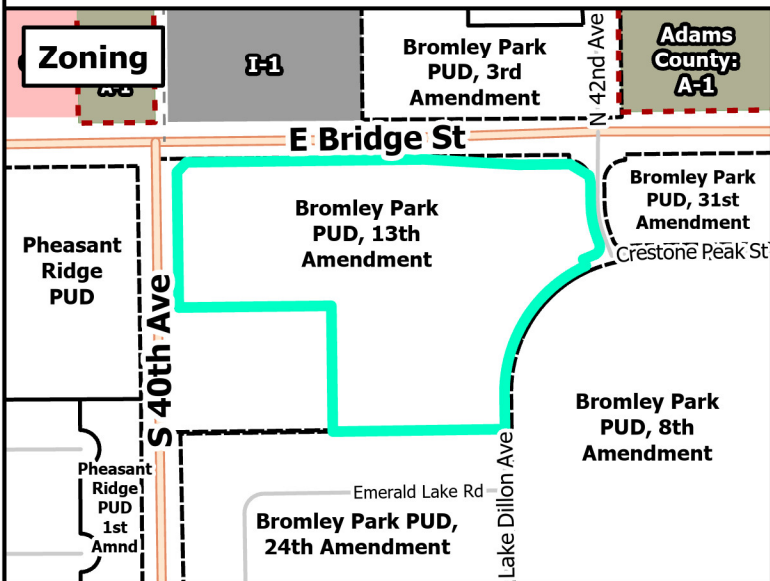 Zoning
A-1
I-1
Bromley Park
PUD, 3rd
Amendment
N 42nd Ave
Adams
County:
A-1
E Bridge St
Bromley Park
PUD, 13th
Amendment
Bromley Park
PUD, 31st
Amendment
Crestone Peak St
Pheasant
Ridge
PUD
S 40th Ave
Bromley Park
PUD, 8th
Amendment
Pheasant
Ridge
PUD
1st
Amnd
Emerald Lake Rd
Lake Dillon Ave
Bromley Park PUD,
24th Amendment